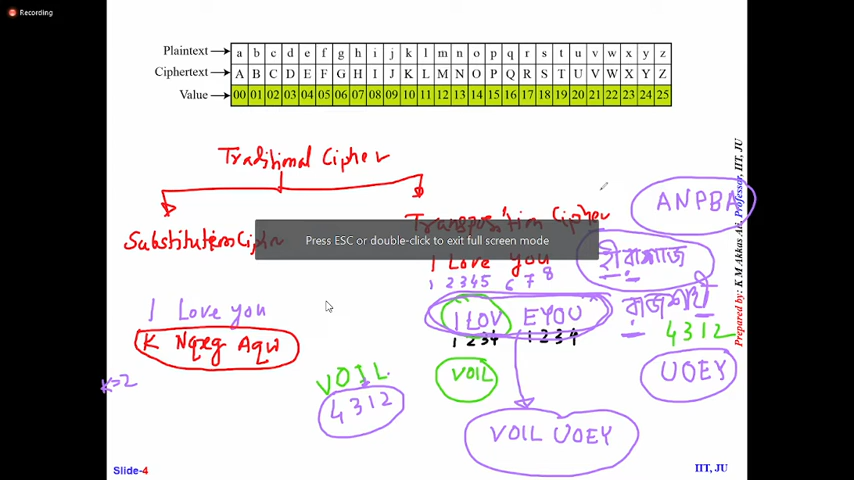 Recording
Plaintext a b c d e f g h i j k l m n o p q r s t u v w x y z
Ciphertext A B C D E F G H I J K L M N O P Q R S T U V W X Y Z
Value 00 01 02 03 04 05 06 07 08 09 10 11 12 13 14 15 16 17 18 19 20 21 22 23 24 25
Traditional Cipher
Substitution Transposition Cipher
Press ESC or double-click to exit full screen mode
ANPBA
I Love you
1 2 3 4 5 6 7 8
I Love you
K Nqxg Aqw
K=2
ILOV EYOU
1 2 3 4 1 2 3 4
4 3 1 2
VOIL
4 3 1 2
VOIL
UOEY
VOIL UOEY
Prepared by: K M Akkas Ali, Professor, IIT, JU
Slide-4
IIT, JU